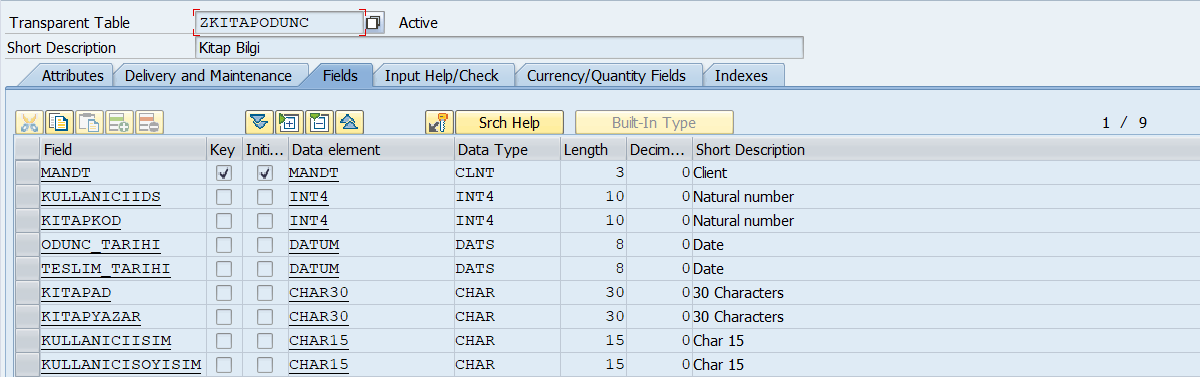 Transparent Table ZKITAPODUNC Active
Short Description Kitap Bilgi
Attributes Delivery and Maintenance Fields Input Help/Check Currency/Quantity Fields Indexes
Srch Help Built-In Type 1 / 9
Field Key Initi... Data element Data Type Length Decim... Short Description
MANDT MANDT CLNT 3 0 Client
KULLANICIIDS INT4 INT4 10 0 Natural number
KITAPKOD INT4 INT4 10 0 Natural number
ODUNC_TARIHI DATUM DATS 8 0 Date
TESLIM_TARIHI DATUM DATS 8 0 Date
KITAPAD CHAR30 CHAR 30 0 30 Characters
KITAPYAZAR CHAR30 CHAR 30 0 30 Characters
KULLANICIISIM CHAR15 CHAR 15 0 Char 15
KULLANICISOYISIM CHAR15 CHAR 15 0 Char 15